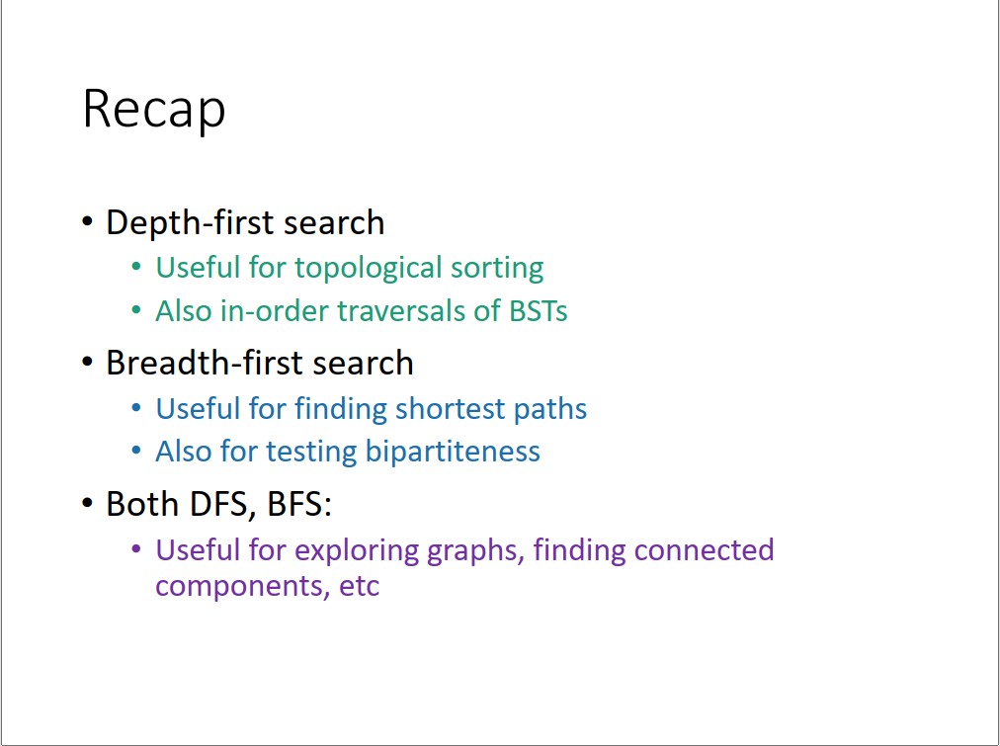 Recap
• Depth-first search
• Useful for topological sorting
• Also in-order traversals of BSTs
• Breadth-first search
• Useful for finding shortest paths
• Also for testing bipartiteness
• Both DFS, BFS:
• Useful for exploring graphs, finding connected
components, etc